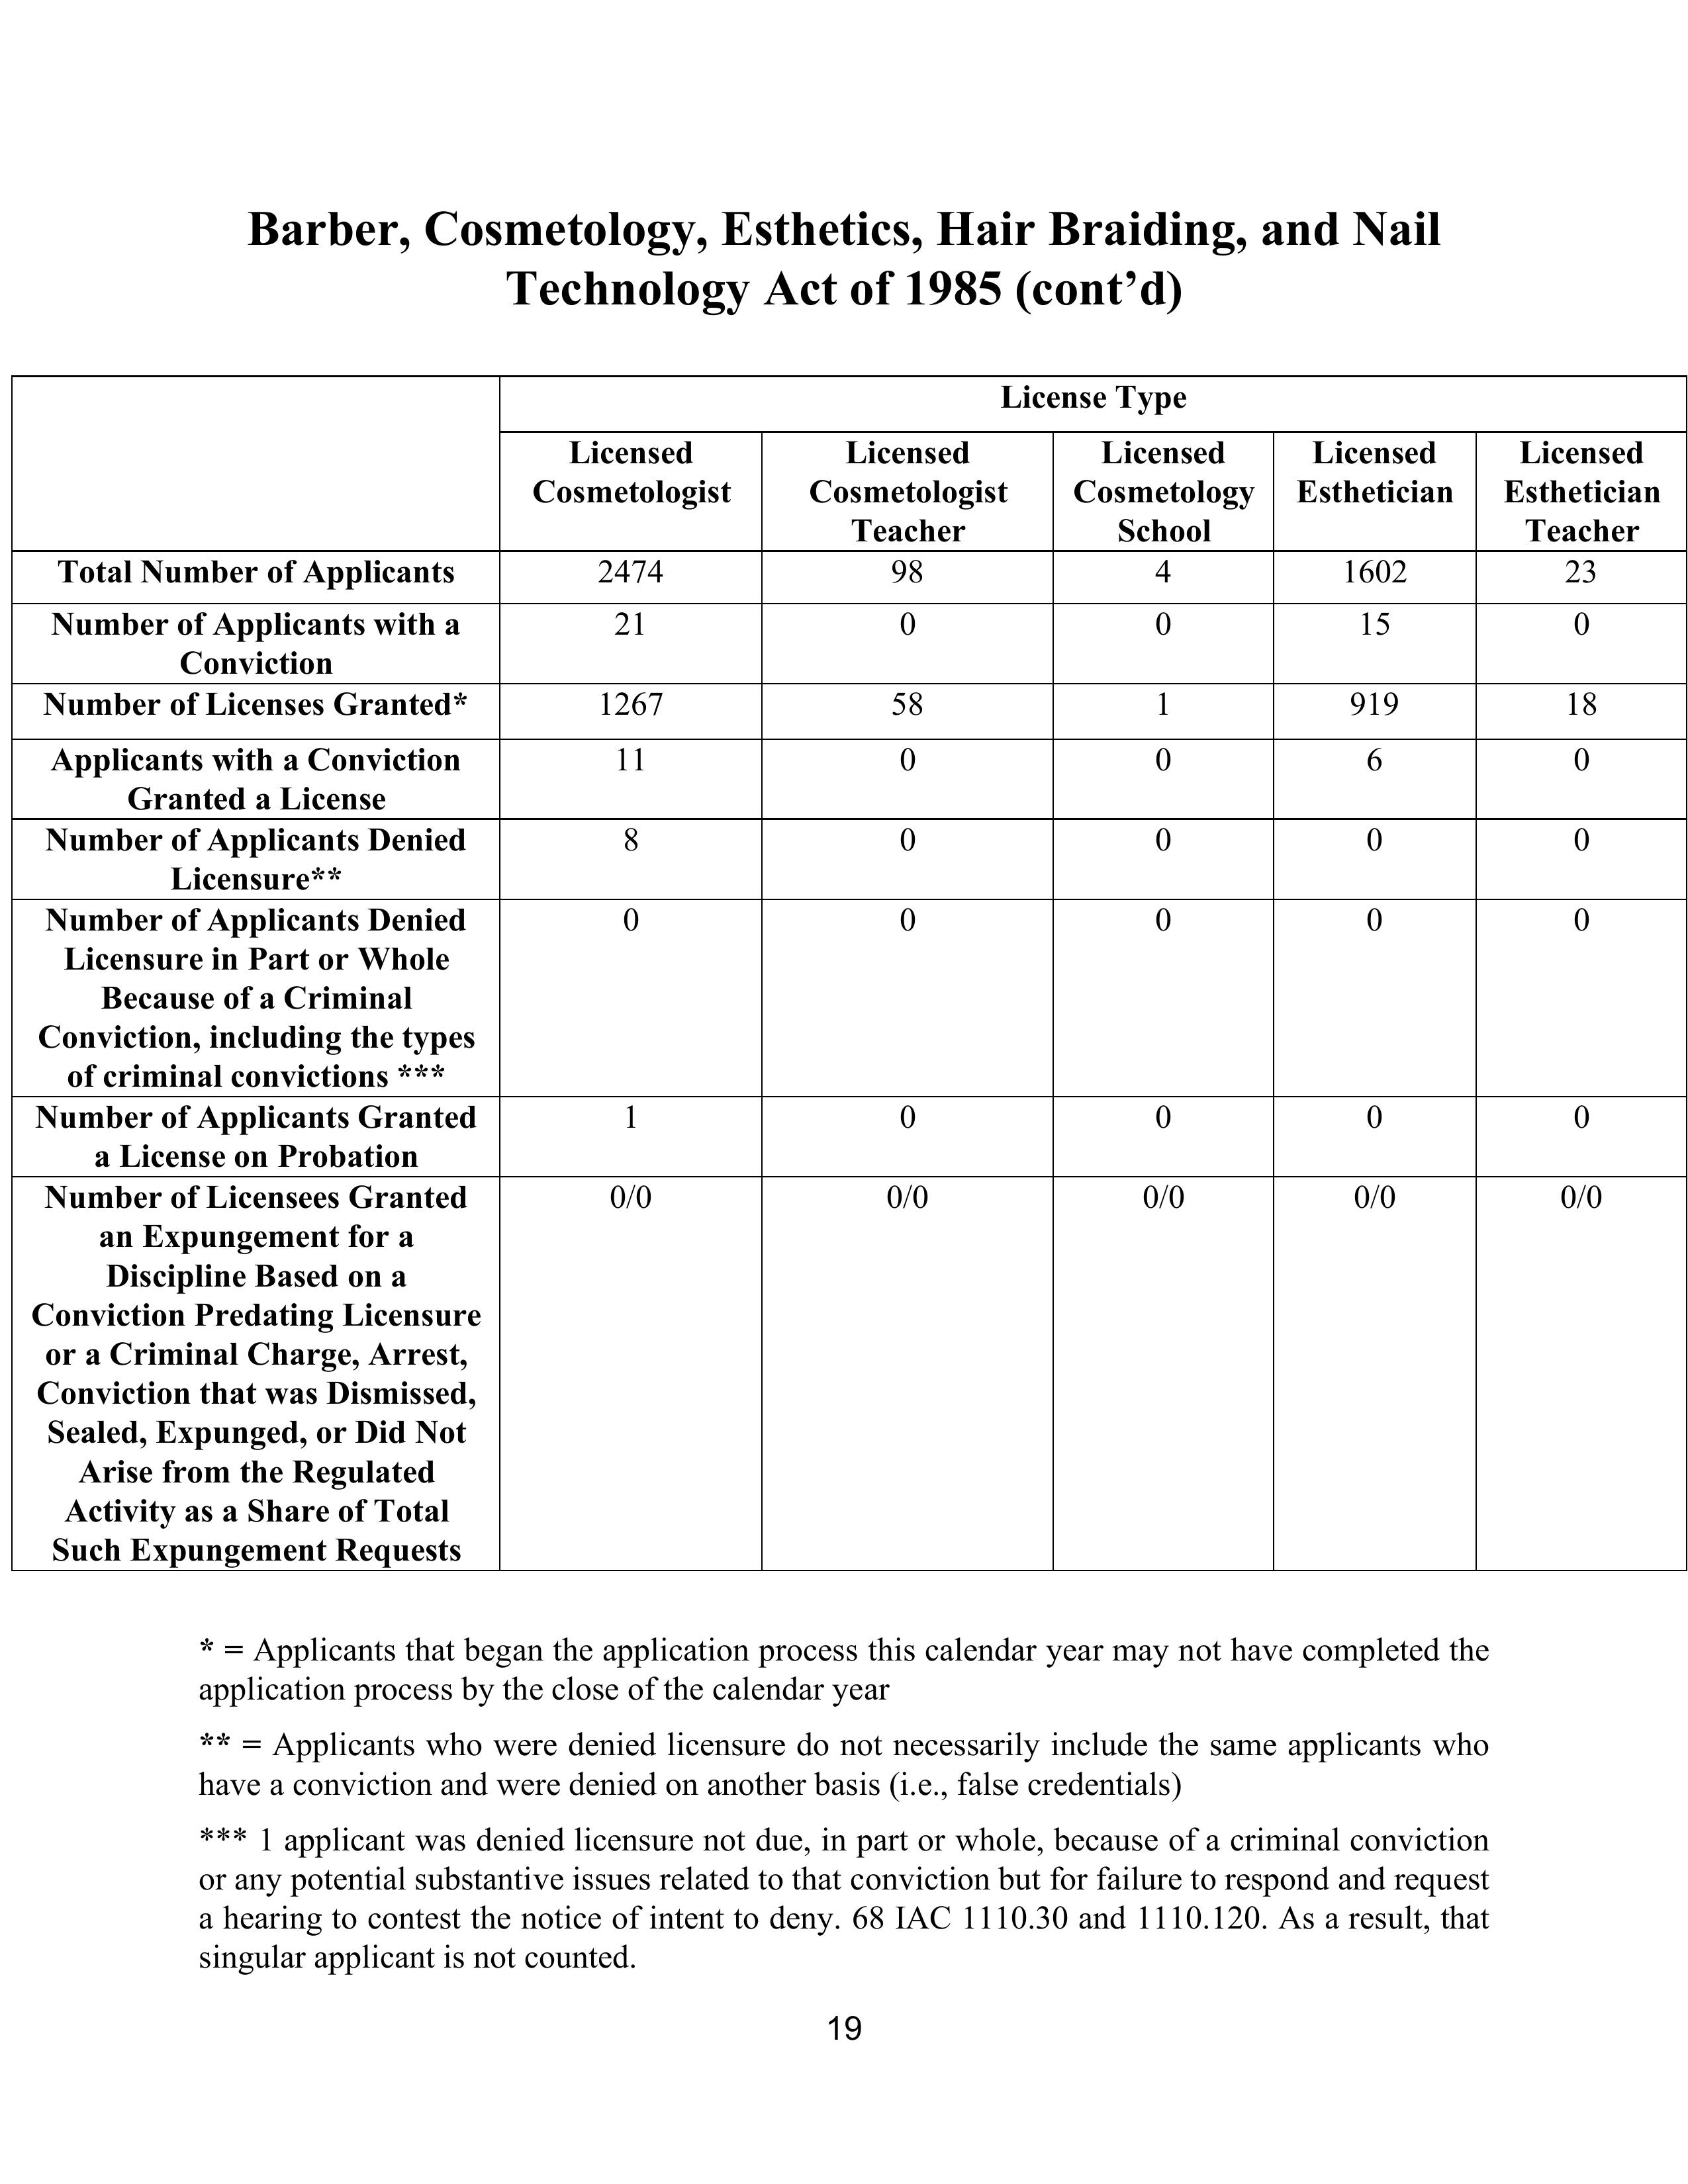 Barber, Cosmetology, Esthetics, Hair Braiding, and Nail
Technology Act of 1985 (cont’d)
License Type
Licensed Cosmetologist
Licensed Cosmetologist Teacher
Licensed Cosmetology School
Licensed Esthetician
Licensed Esthetician Teacher
Total Number of Applicants 2474 98 4 1602 23
Number of Applicants with a
Conviction
21 0 0 15 0
Number of Licenses Granted* 1267 58 1 919 18
Applicants with a Conviction
Granted a License
11 0 0 6 0
Number of Applicants Denied
Licensure**
8 0 0 0 0
Number of Applicants Denied
Licensure in Part or Whole
Because of a Criminal
Conviction, including the types
of criminal convictions ***
0 0 0 0 0
Number of Applicants Granted
a License on Probation
1 0 0 0 0
Number of Licensees Granted
an Expungement for a
Discipline Based on a
Conviction Predating Licensure
or a Criminal Charge, Arrest,
Conviction that was Dismissed,
Sealed, Expunged, or Did Not
Arise from the Regulated
Activity as a Share of Total
Such Expungement Requests
0/0 0/0 0/0 0/0 0/0
* = Applicants that began the application process this calendar year may not have completed the
application process by the close of the calendar year
** = Applicants who were denied licensure do not necessarily include the same applicants who
have a conviction and were denied on another basis (i.e., false credentials)
*** 1 applicant was denied licensure not due, in part or whole, because of a criminal conviction
or any potential substantive issues related to that conviction but for failure to respond and request
a hearing to contest the notice of intent to deny. 68 IAC 1110.30 and 1110.120. As a result, that
singular applicant is not counted.
19